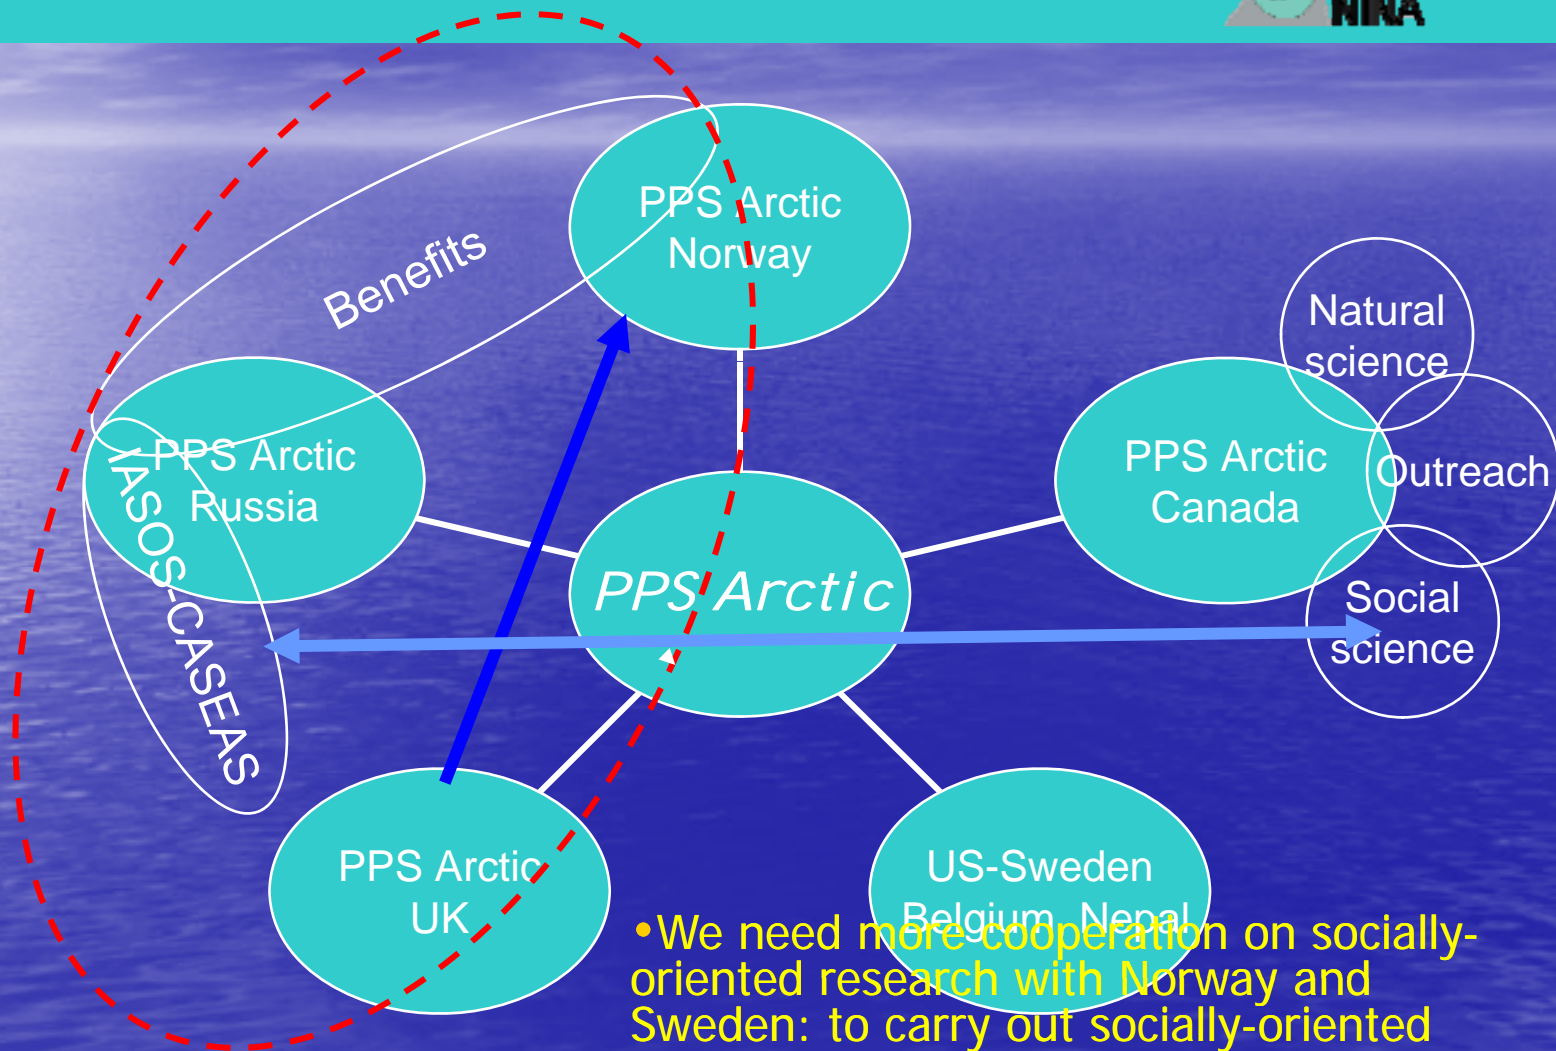 NINA
PPS Arctic
Norway
Benefits
Natural
science
PPS Arctic
Russia
PPS Arctic
Canada
Outreach
IASOS-CASEAS
PPS Arctic
Social
science
PPS Arctic
UK
US-Sweden
Belgium Nepal
•We need more cooperation on socially-
oriented research with Norway and
Sweden: to carry out socially-oriented